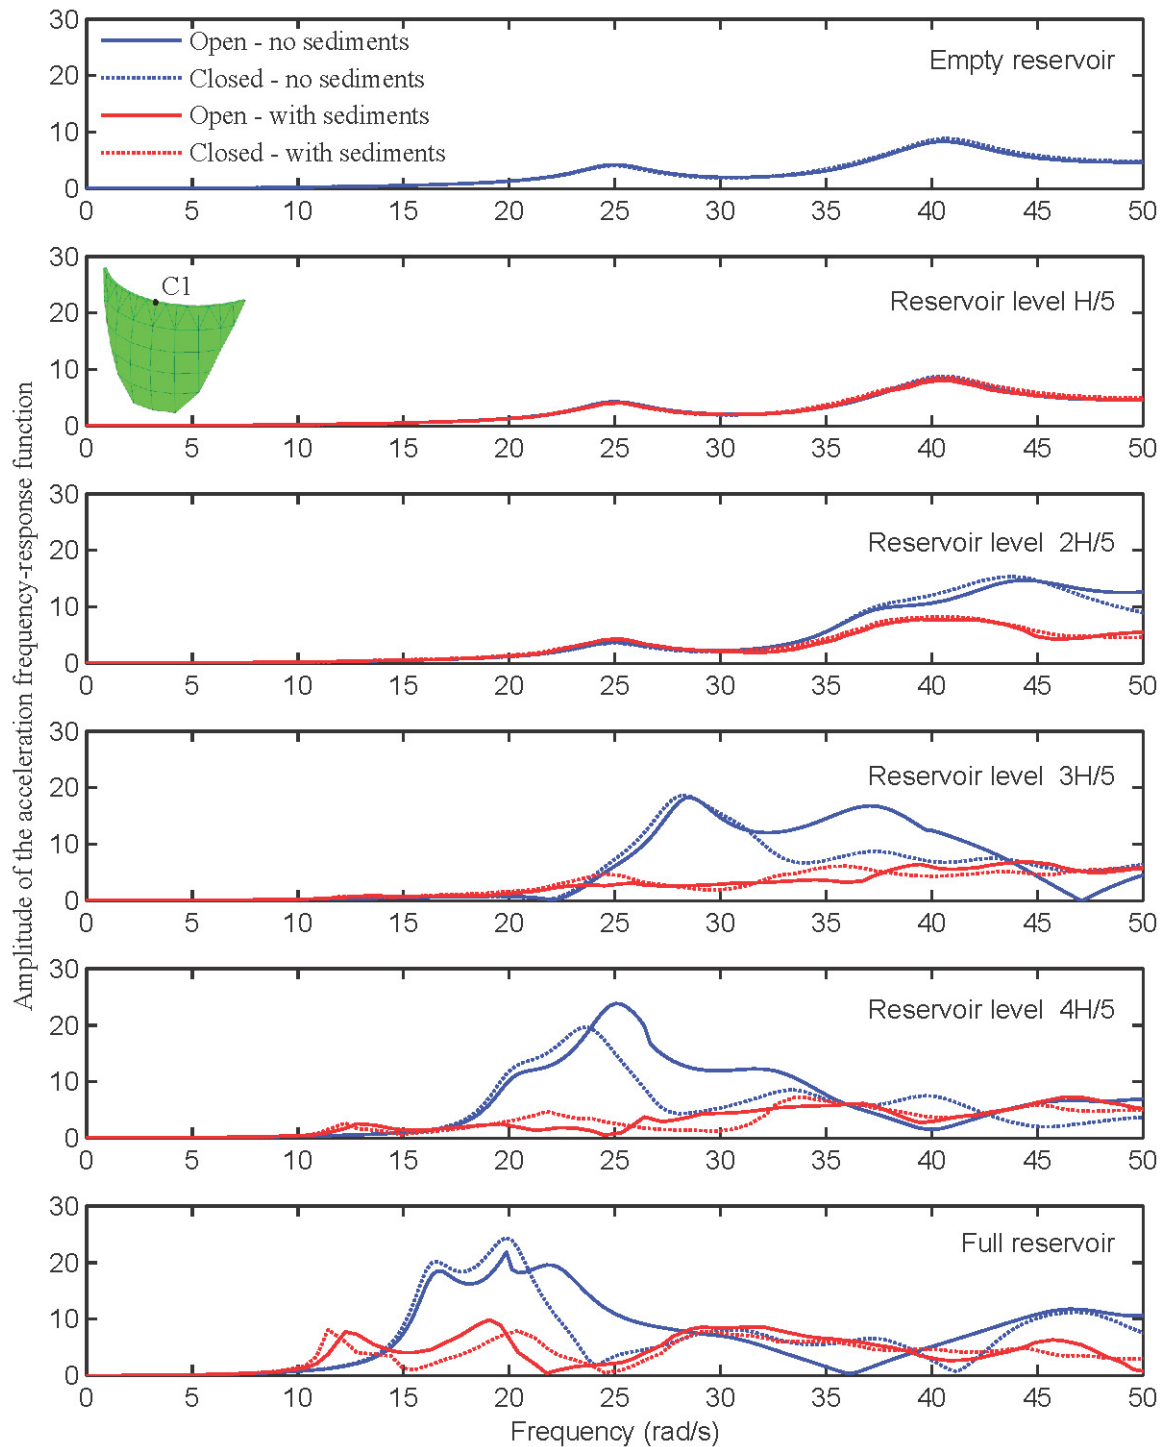 Amplitude of the acceleration frequency-response function
30
20
10
0
Open - no sediments
Closed - no sediments
Open - with sediments
Closed - with sediments
Empty reservoir
0 5 10 15 20 25 30 35 40 45 50
30
20
10
0
C1
Reservoir level H/5
0 5 10 15 20 25 30 35 40 45 50
30
20
10
0
Reservoir level 2H/5
0 5 10 15 20 25 30 35 40 45 50
30
20
10
0
Reservoir level 3H/5
0 5 10 15 20 25 30 35 40 45 50
30
20
10
0
Reservoir level 4H/5
0 5 10 15 20 25 30 35 40 45 50
30
20
10
0
Full reservoir
0 5 10 15 20 25 30 35 40 45 50
Frequency (rad/s)